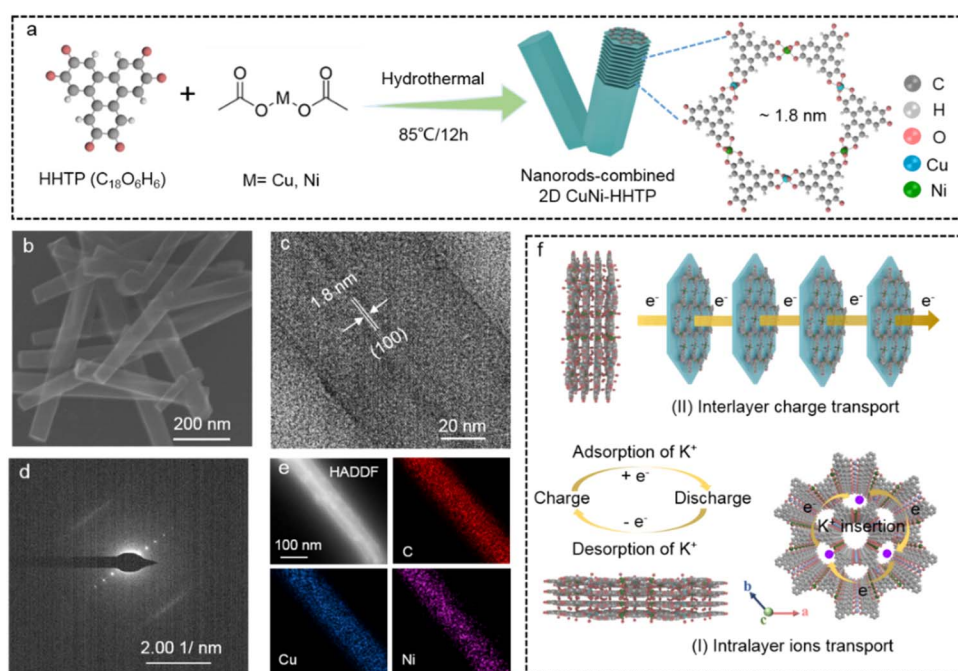 a
HHTP (C₁₈O₆H₆)
+
O
O
M
O
O
M= Cu, Ni
Hydrothermal
85℃/12h
Nanorods-combined
2D CuNi-HHTP
~ 1.8 nm
C
H
O
Cu
Ni
b
200 nm
c
1.8 nm
(100)
20 nm
d
2.00 1/ nm
e
HADDF
100 nm
C
Cu
Ni
f
e⁻
e⁻
e⁻
e⁻
e⁻
(II) Interlayer charge transport
Adsorption of K⁺
+ e⁻
Charge
Discharge
- e⁻
Desorption of K⁺
e⁻
e⁻
K⁺ insertion
e⁻
b
c
a
(I) Intralayer ions transport